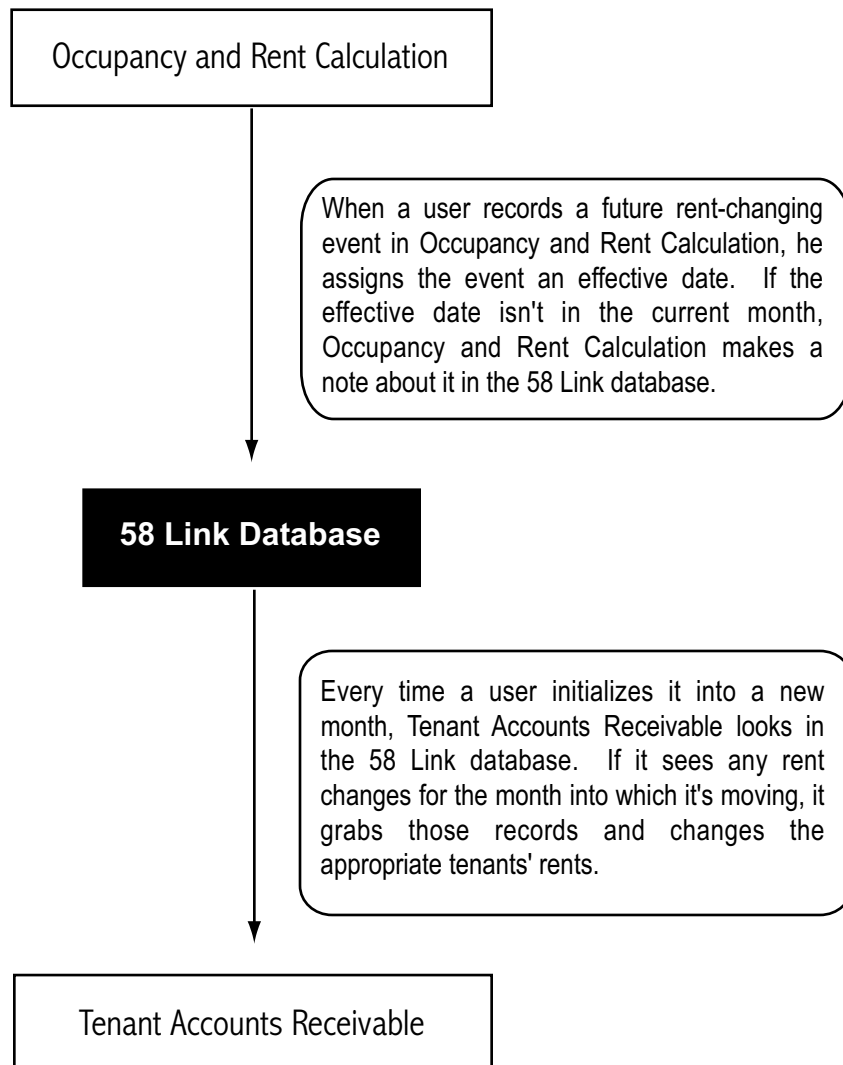 Occupancy and Rent Calculation
When a user records a future rent-changing
event in Occupancy and Rent Calculation, he
assigns the event an effective date. If the
effective date isn't in the current month,
Occupancy and Rent Calculation makes a
note about it in the 58 Link database.
58 Link Database
Every time a user initializes it into a new
month, Tenant Accounts Receivable looks in
the 58 Link database. If it sees any rent
changes for the month into which it's moving, it
grabs those records and changes the
appropriate tenants' rents.
Tenant Accounts Receivable